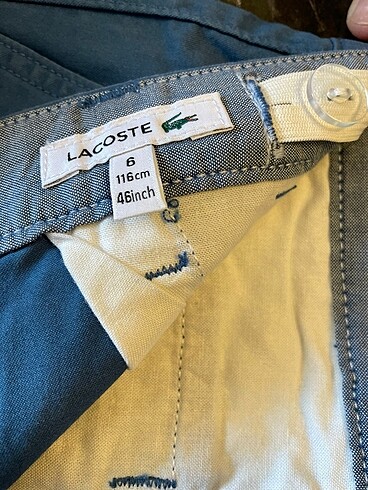 LACOSTE
6
116cm
46inch